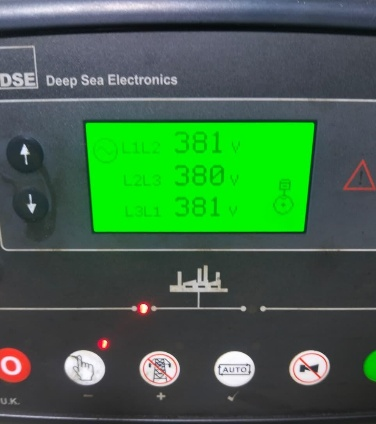 DSE Deep Sea Electronics
L1L2 381 V
L2L3 380 V
L3L1 381 V
O
AUTO
− + ✓
U.K.